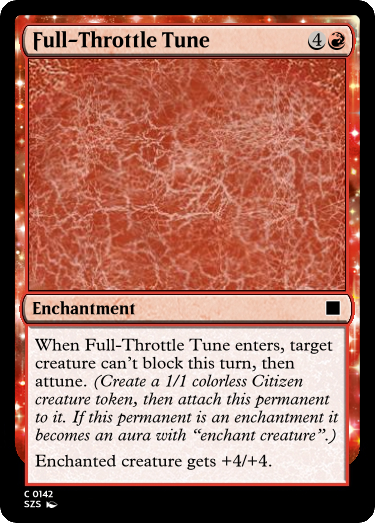 Full-Throttle Tune 4
Enchantment
When Full-Throttle Tune enters, target
creature can't block this turn, then
attune. (Create a 1/1 colorless Citizen
creature token, then attach this permanent
to it. If this permanent is an enchantment it
becomes an aura with “enchant creature”.)
Enchanted creature gets +4/+4.
C 0142
SZS